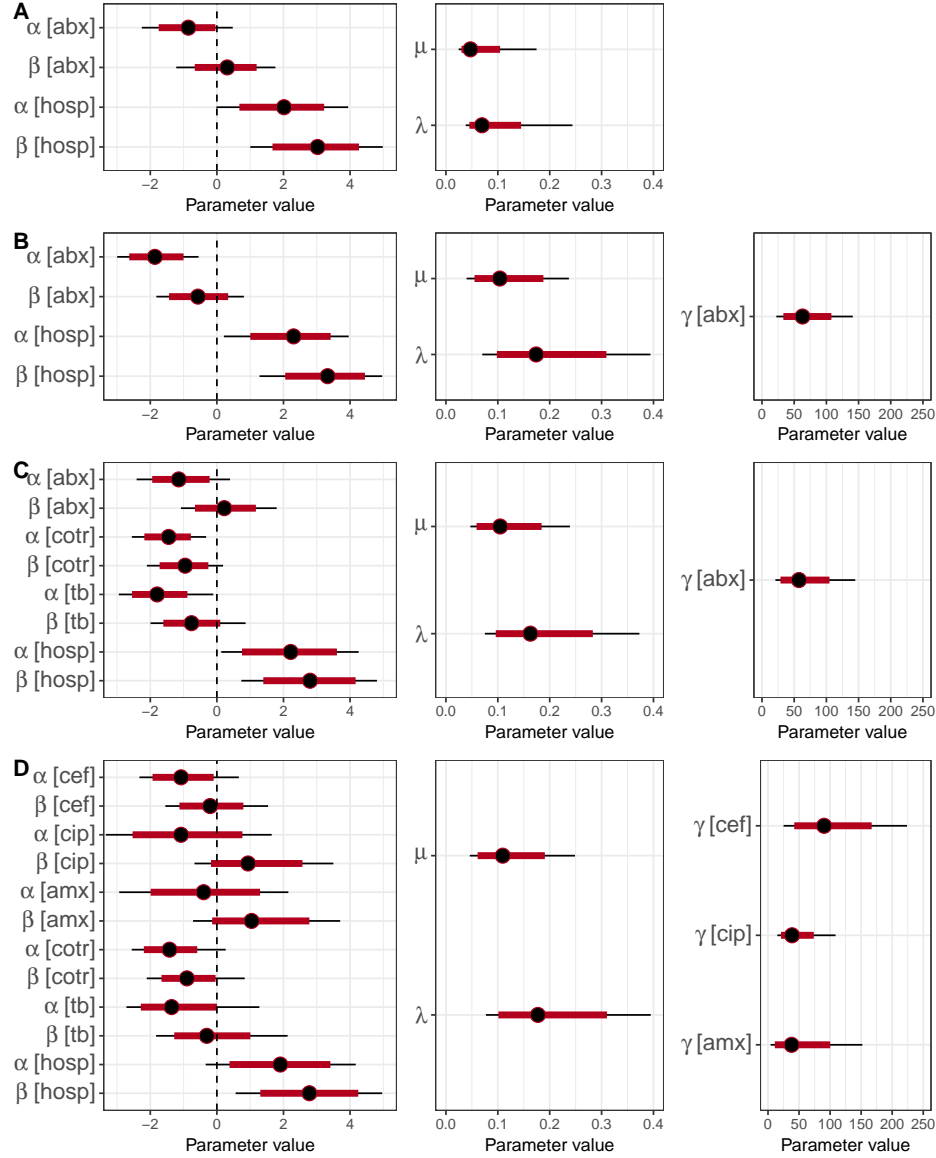 A
α [abx]
β [abx]
α [hosp]
β [hosp]
−2 0 2 4
Parameter value
μ
λ
0.0 0.1 0.2 0.3 0.4
Parameter value
B
α [abx]
β [abx]
α [hosp]
β [hosp]
−2 0 2 4
Parameter value
μ
λ
0.0 0.1 0.2 0.3 0.4
Parameter value
γ [abx]
0 50 100 150 200 250
Parameter value
C
α [abx]
β [abx]
α [cotr]
β [cotr]
α [tb]
β [tb]
α [hosp]
β [hosp]
−2 0 2 4
Parameter value
μ
λ
0.0 0.1 0.2 0.3 0.4
Parameter value
γ [abx]
0 50 100 150 200 250
Parameter value
D
α [cef]
β [cef]
α [cip]
β [cip]
α [amx]
β [amx]
α [cotr]
β [cotr]
α [tb]
β [tb]
α [hosp]
β [hosp]
−2 0 2 4
Parameter value
μ
λ
0.0 0.1 0.2 0.3 0.4
Parameter value
γ [cef]
γ [cip]
γ [amx]
0 50 100 150 200 250
Parameter value